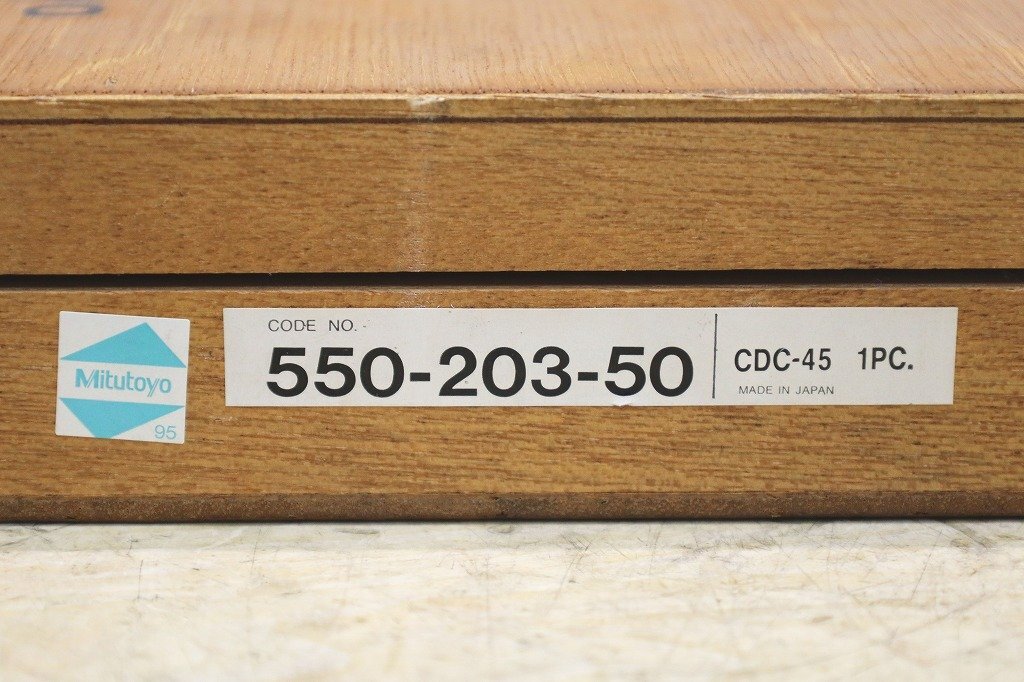 Mitutoyo
95
CODE NO.
550-203-50
CDC-45 1PC.
MADE IN JAPAN